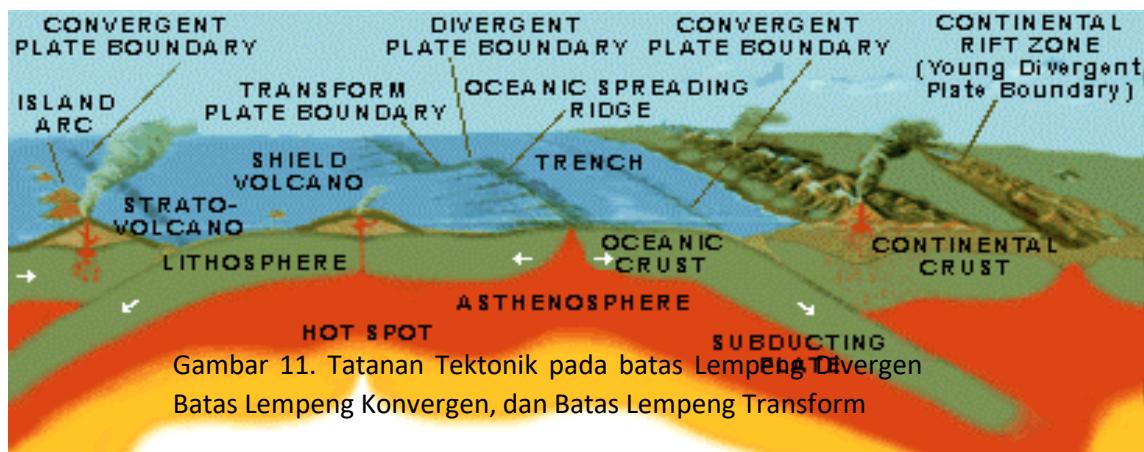 CONVERGENT
PLATE BOUNDARY
DIVERGENT
PLATE BOUNDARY
CONVERGENT
PLATE BOUNDARY
CONTINENTAL
RIFT ZONE
(Young Divergent
Plate Boundary)
ISLAND
ARC
TRANSFORM
PLATE BOUNDARY
OCEANIC SPREADING
RIDGE
SHIELD
VOLCANO
TRENCH
STRATO-
VOLCANO
LITHOSPHERE
OCEANIC
CRUST
CONTINENTAL
CRUST
ASTHENOSPHERE
HOT SPOT
SUBDUCTING
PLATE
Gambar 11. Tatanan Tektonik pada batas Lempeng Divergen
Batas Lempeng Konvergen, dan Batas Lempeng Transform